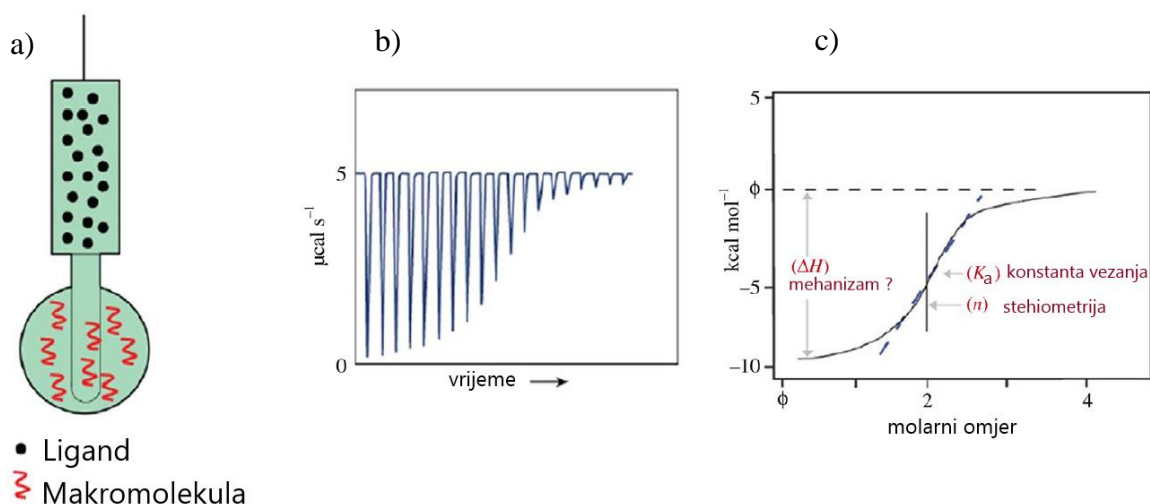 a)
Ligand
Makromolekula
b)
5
0
µcal s⁻¹
vrijeme
c)
5
ϕ
−5
−10
kcal mol⁻¹
(ΔH)
mehanizam ?
(Kₐ) konstanta vezanja
(n) stehiometrija
ϕ 2 4
molarni omjer